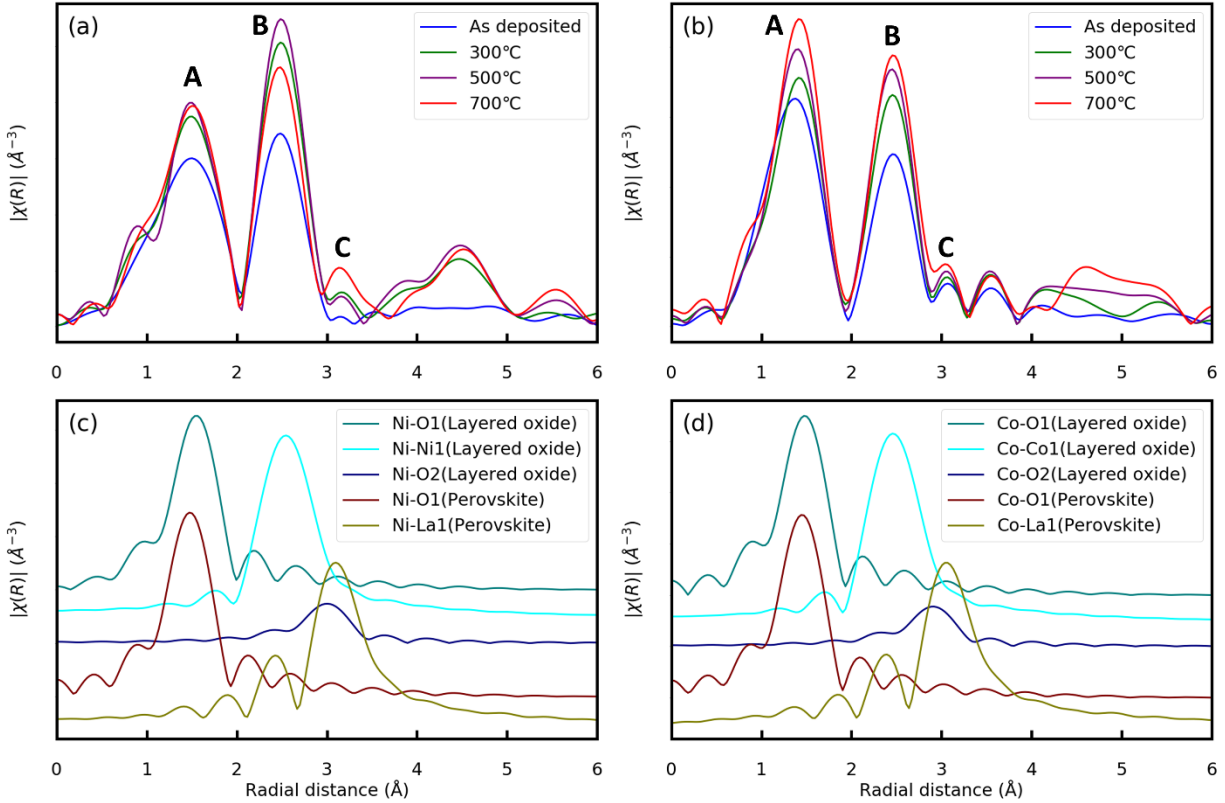 (a)
A
B
C
As deposited
300℃
500℃
700℃
|χ(R)| (Å⁻³)
0 1 2 3 4 5 6
(b)
A
B
C
As deposited
300℃
500℃
700℃
|χ(R)| (Å⁻³)
0 1 2 3 4 5 6
(c)
Ni-O1(Layered oxide)
Ni-Ni1(Layered oxide)
Ni-O2(Layered oxide)
Ni-O1(Perovskite)
Ni-La1(Perovskite)
|χ(R)| (Å⁻³)
0 1 2 3 4 5 6
Radial distance (Å)
(d)
Co-O1(Layered oxide)
Co-Co1(Layered oxide)
Co-O2(Layered oxide)
Co-O1(Perovskite)
Co-La1(Perovskite)
|χ(R)| (Å⁻³)
0 1 2 3 4 5 6
Radial distance (Å)